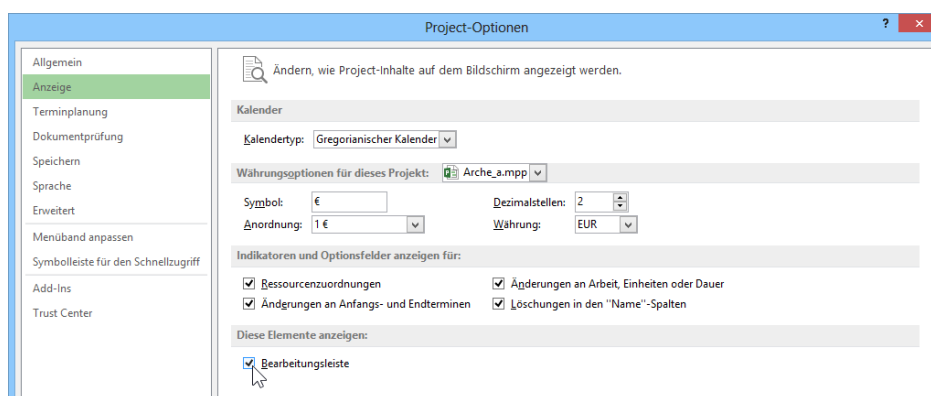 Project-Optionen
? ×
Allgemein
Anzeige
Terminplanung
Dokumentprüfung
Speichern
Sprache
Erweitert
Menüband anpassen
Symbolleiste für den Schnellzugriff
Add-Ins
Trust Center
Ändern, wie Project-Inhalte auf dem Bildschirm angezeigt werden.
Kalender
Kalendertyp: Gregorianischer Kalender
Währungsoptionen für dieses Projekt: Arche_a.mpp
Symbol: € Dezimalstellen: 2
Anordnung: 1 € Währung: EUR
Indikatoren und Optionsfelder anzeigen für:
Ressourcenzuordnungen Änderungen an Arbeit, Einheiten oder Dauer
Änderungen an Anfangs- und Endterminen Löschungen in den "Name"-Spalten
Diese Elemente anzeigen:
Bearbeitungsleiste